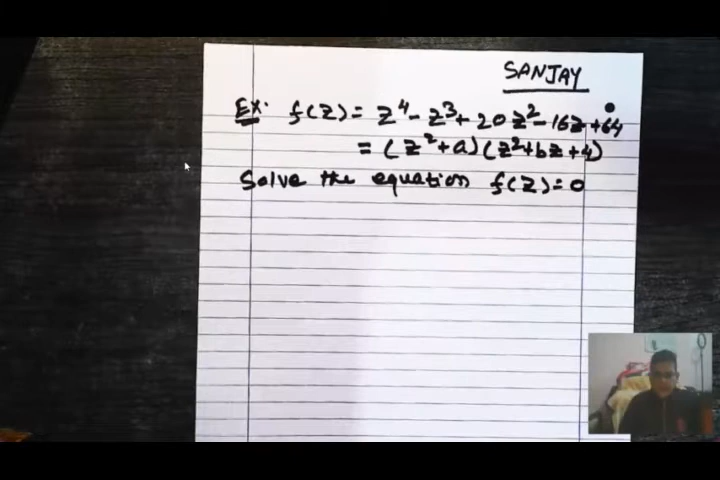 SANJAY
EX: f(z) = z⁴ - z³ + 20z² - 16z + 64
= (z² + a)(z² + bz + 4)
Solve the equation f(z) = 0